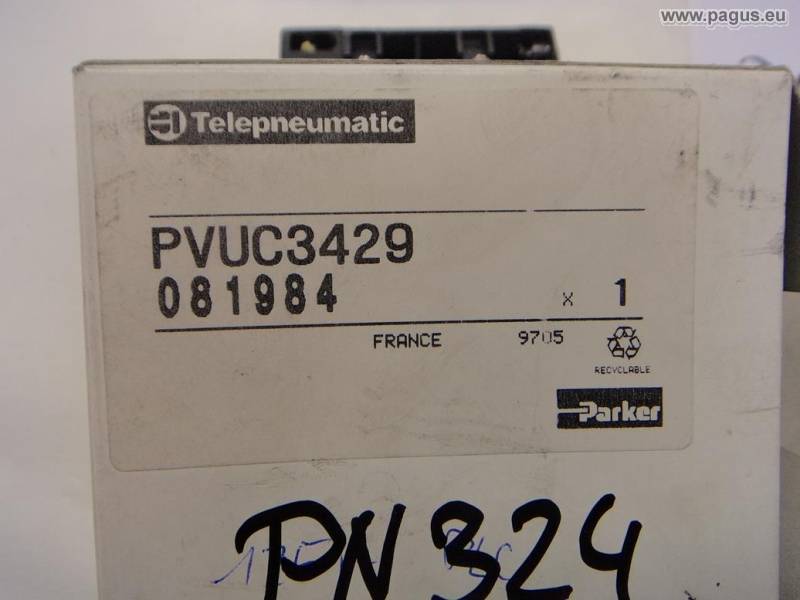 www.pagus.eu
Telepneumatic
PVUC3429
081984 x 1
FRANCE 9705
RECYCLABLE
Parker
PN 324